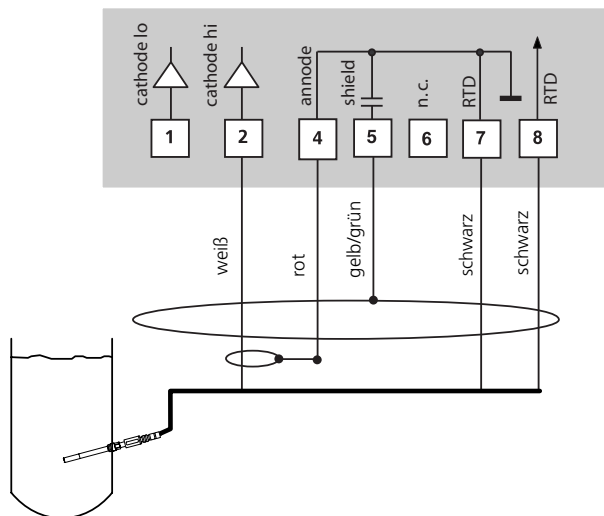 cathode lo
cathode hi
annode
shield
n. c.
RTD
RTD
1
2
4
5
6
7
8
weiß
rot
gelb/grün
schwarz
schwarz